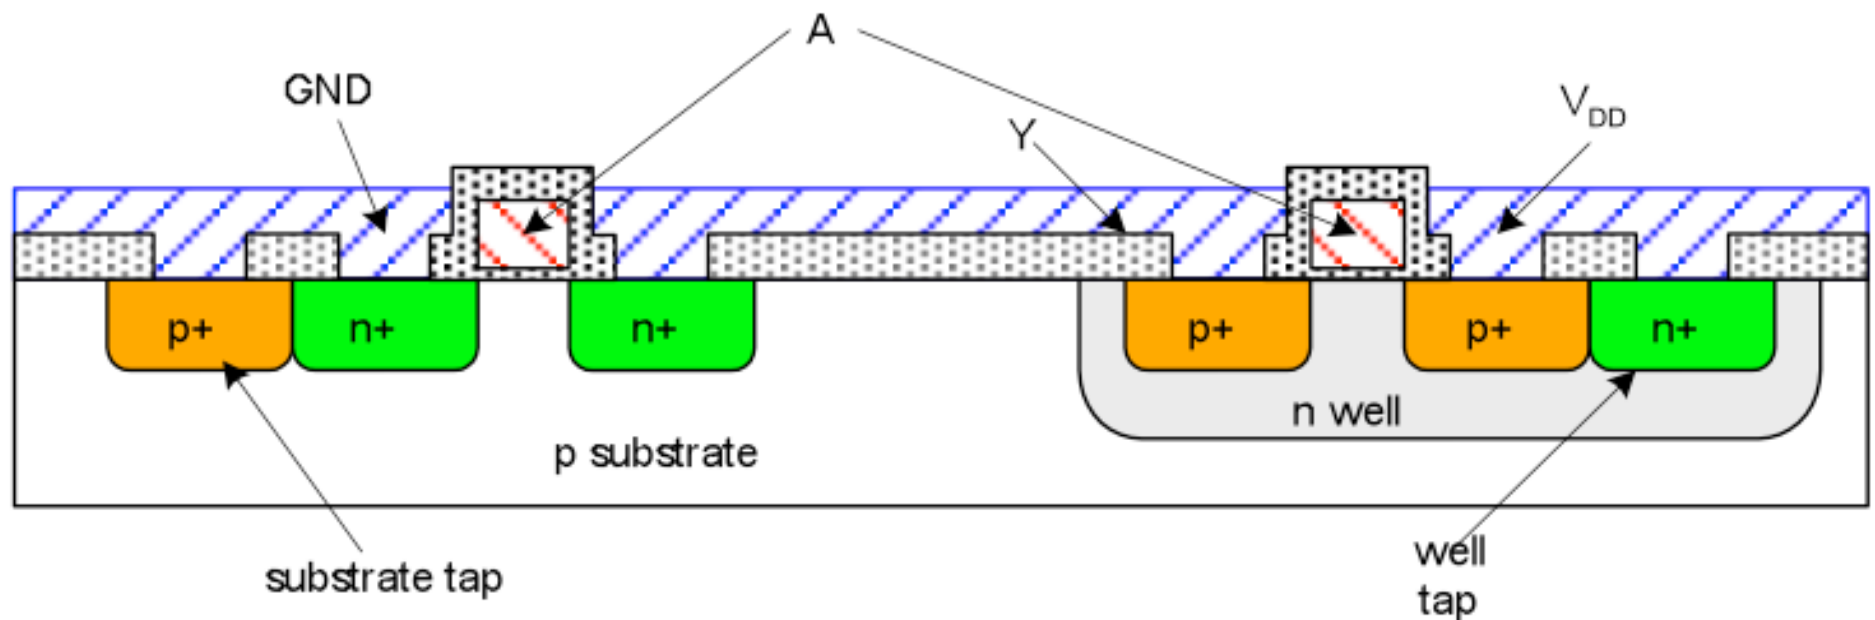 A
GND
Y
VDD
p+
n+
n+
p+
p+
n+
n well
p substrate
substrate tap
well
tap